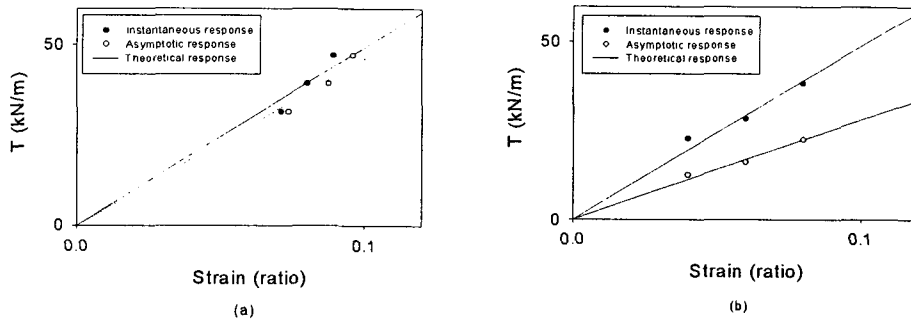 50
Instantaneous response
Asymptotic response
Theoretical response
T (kN/m)
0
0.0
0.1
Strain (ratio)
(a)
50
Instantaneous response
Asymptotic response
Theoretical response
T (kN/m)
0
0.0
0.1
Strain (ratio)
(b)